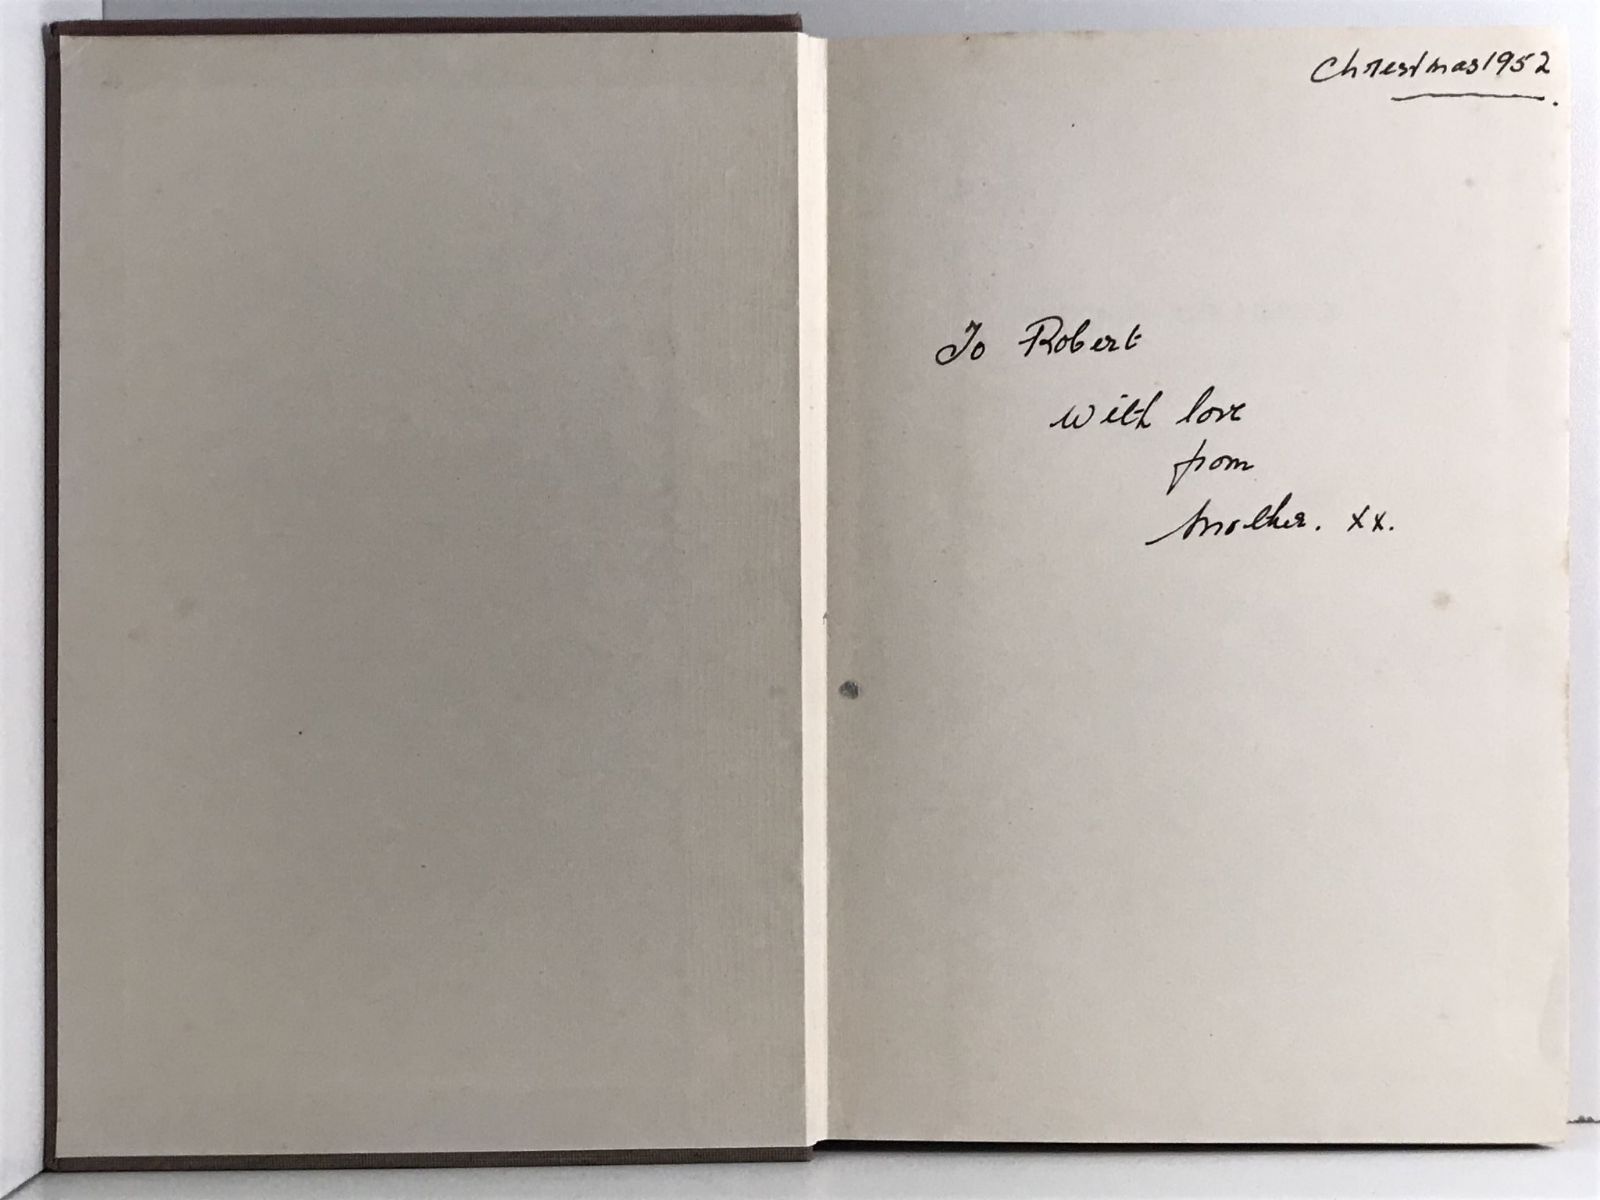 Christmas 1952.
To Robert
with love
from
Mother. xx.